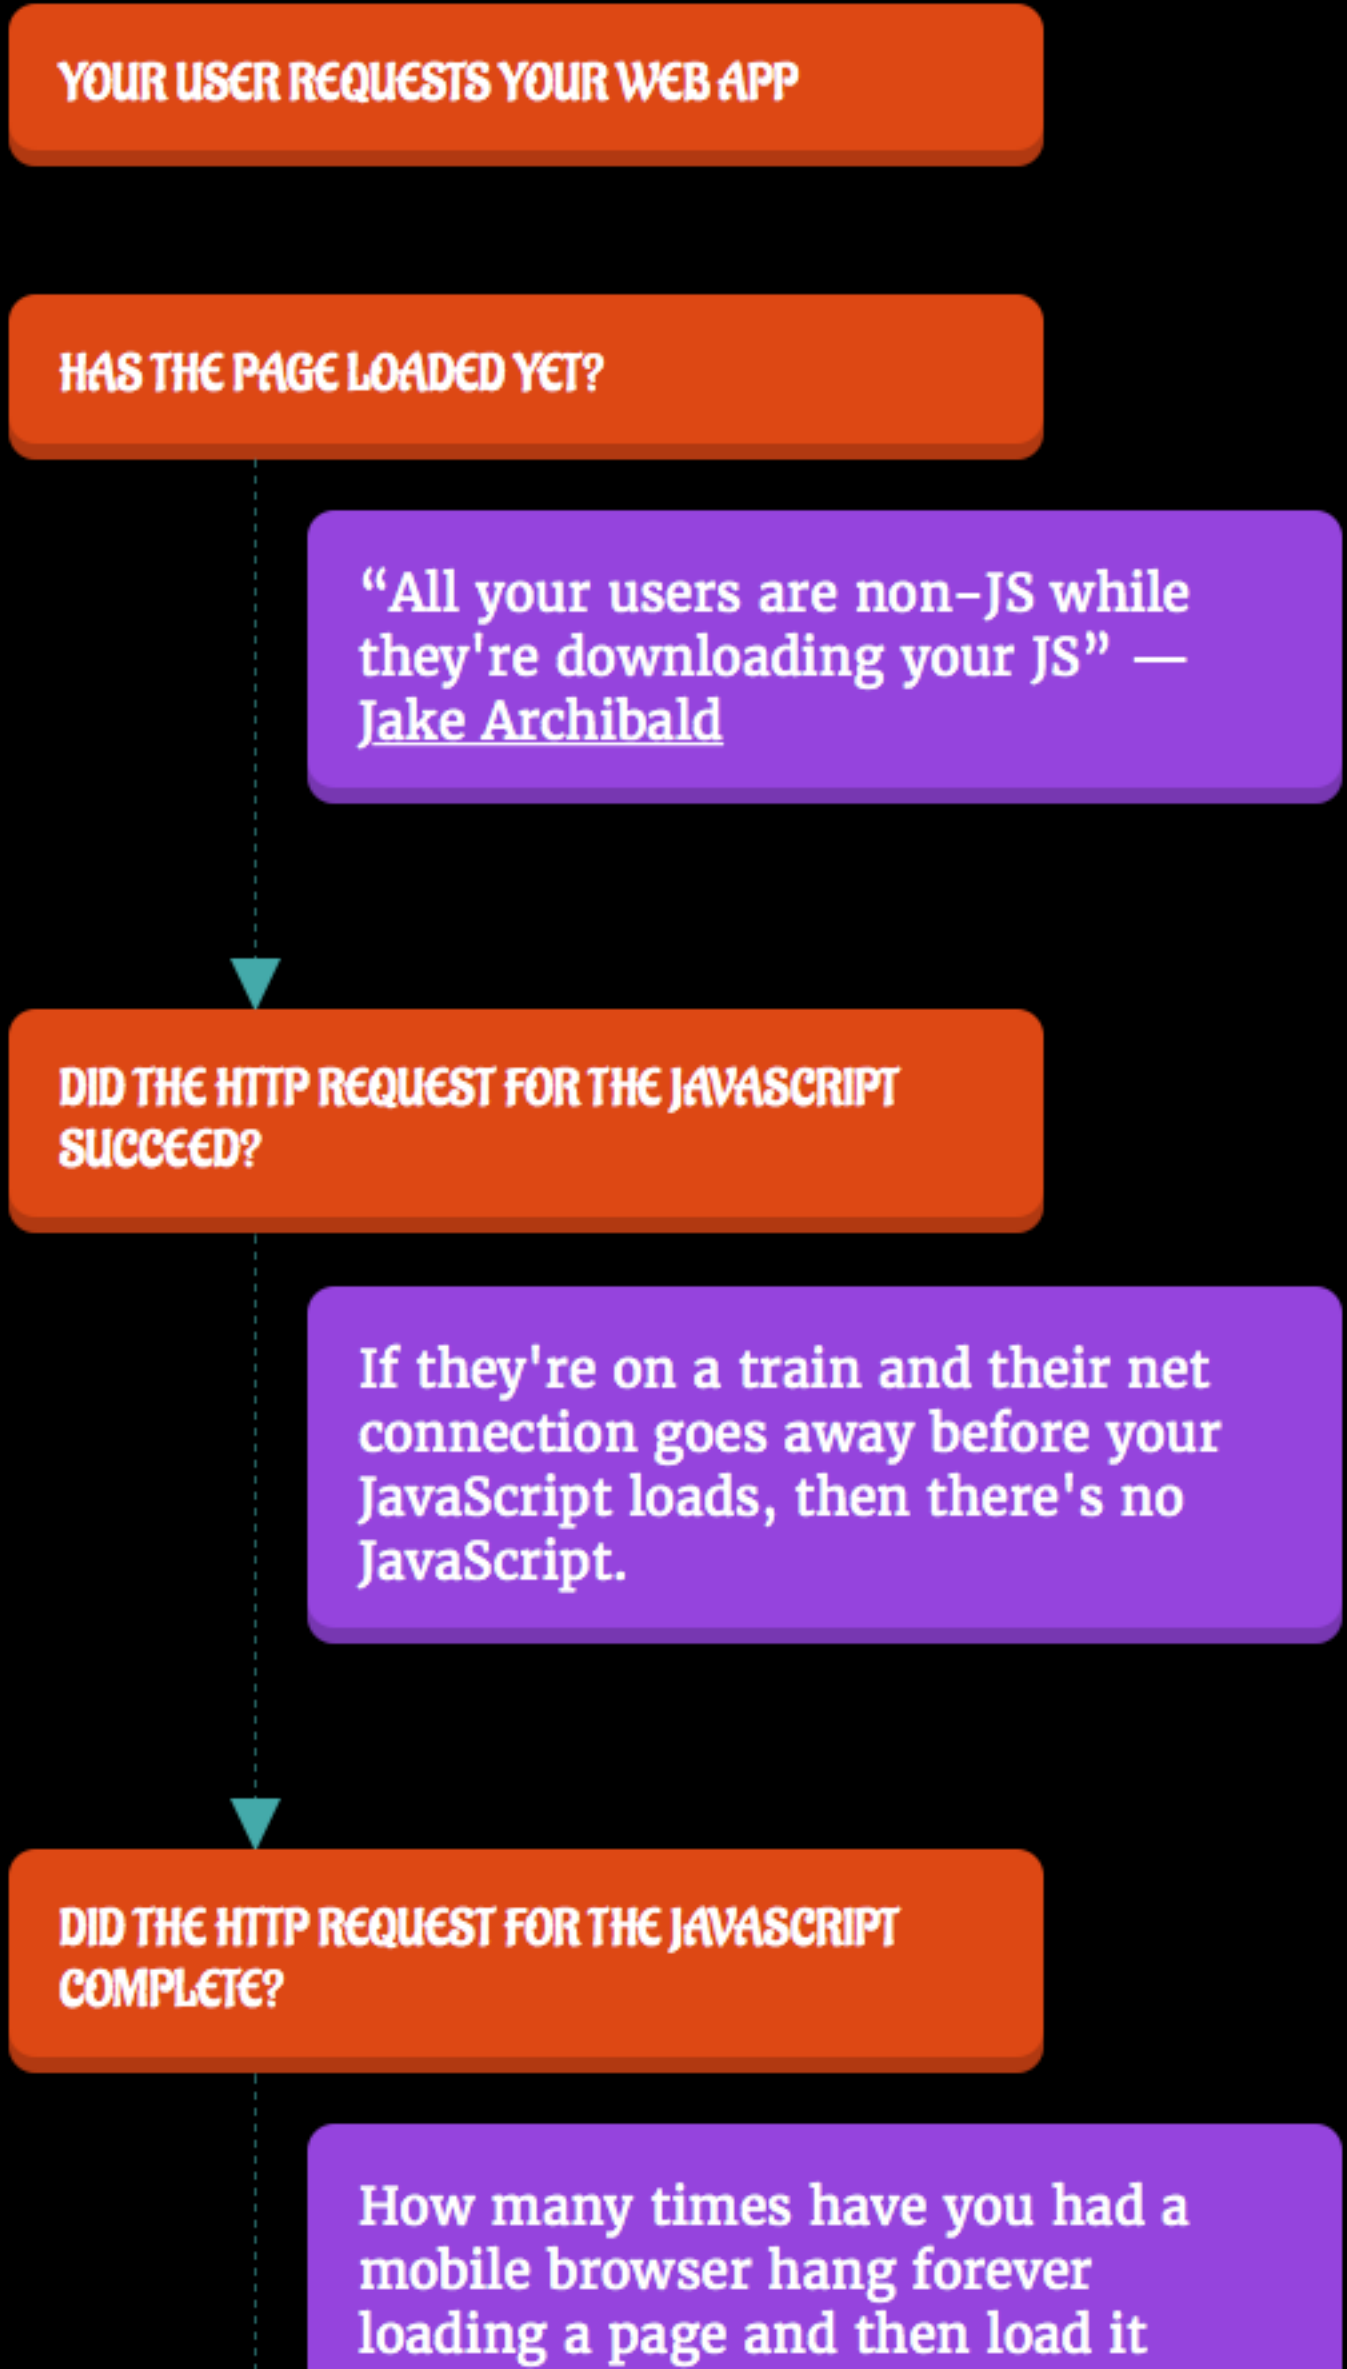 YOUR USER REQUESTS YOUR WEB APP
HAS THE PAGE LOADED YET?
“All your users are non-JS while
they're downloading your JS” —
Jake Archibald
DID THE HTTP REQUEST FOR THE JAVASCRIPT
SUCCEED?
If they're on a train and their net
connection goes away before your
JavaScript loads, then there's no
JavaScript.
DID THE HTTP REQUEST FOR THE JAVASCRIPT
COMPLETE?
How many times have you had a
mobile browser hang forever
loading a page and then load it